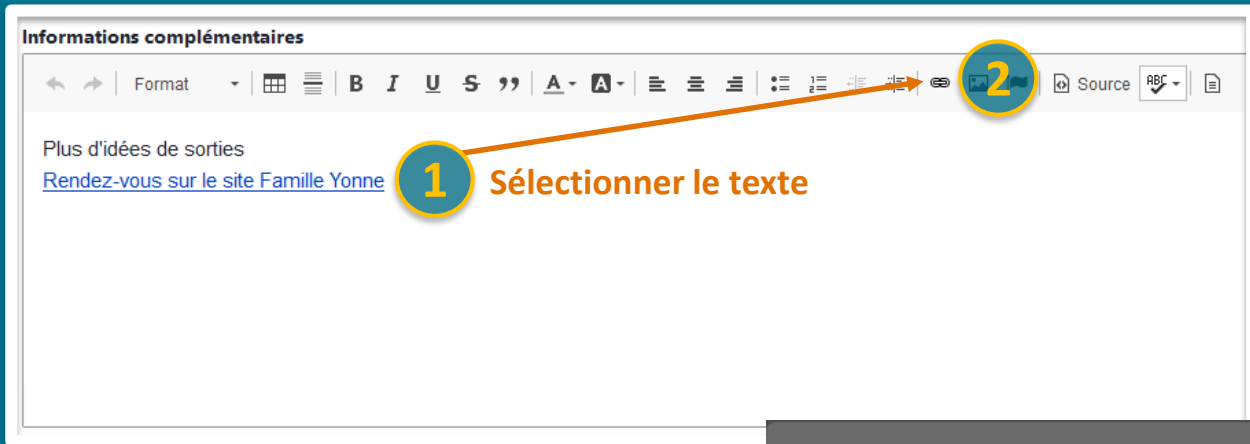 Informations complémentaires
Format B I U S A A Source ABC
2
Plus d'idées de sorties
Rendez-vous sur le site Famille Yonne
1 Sélectionner le texte